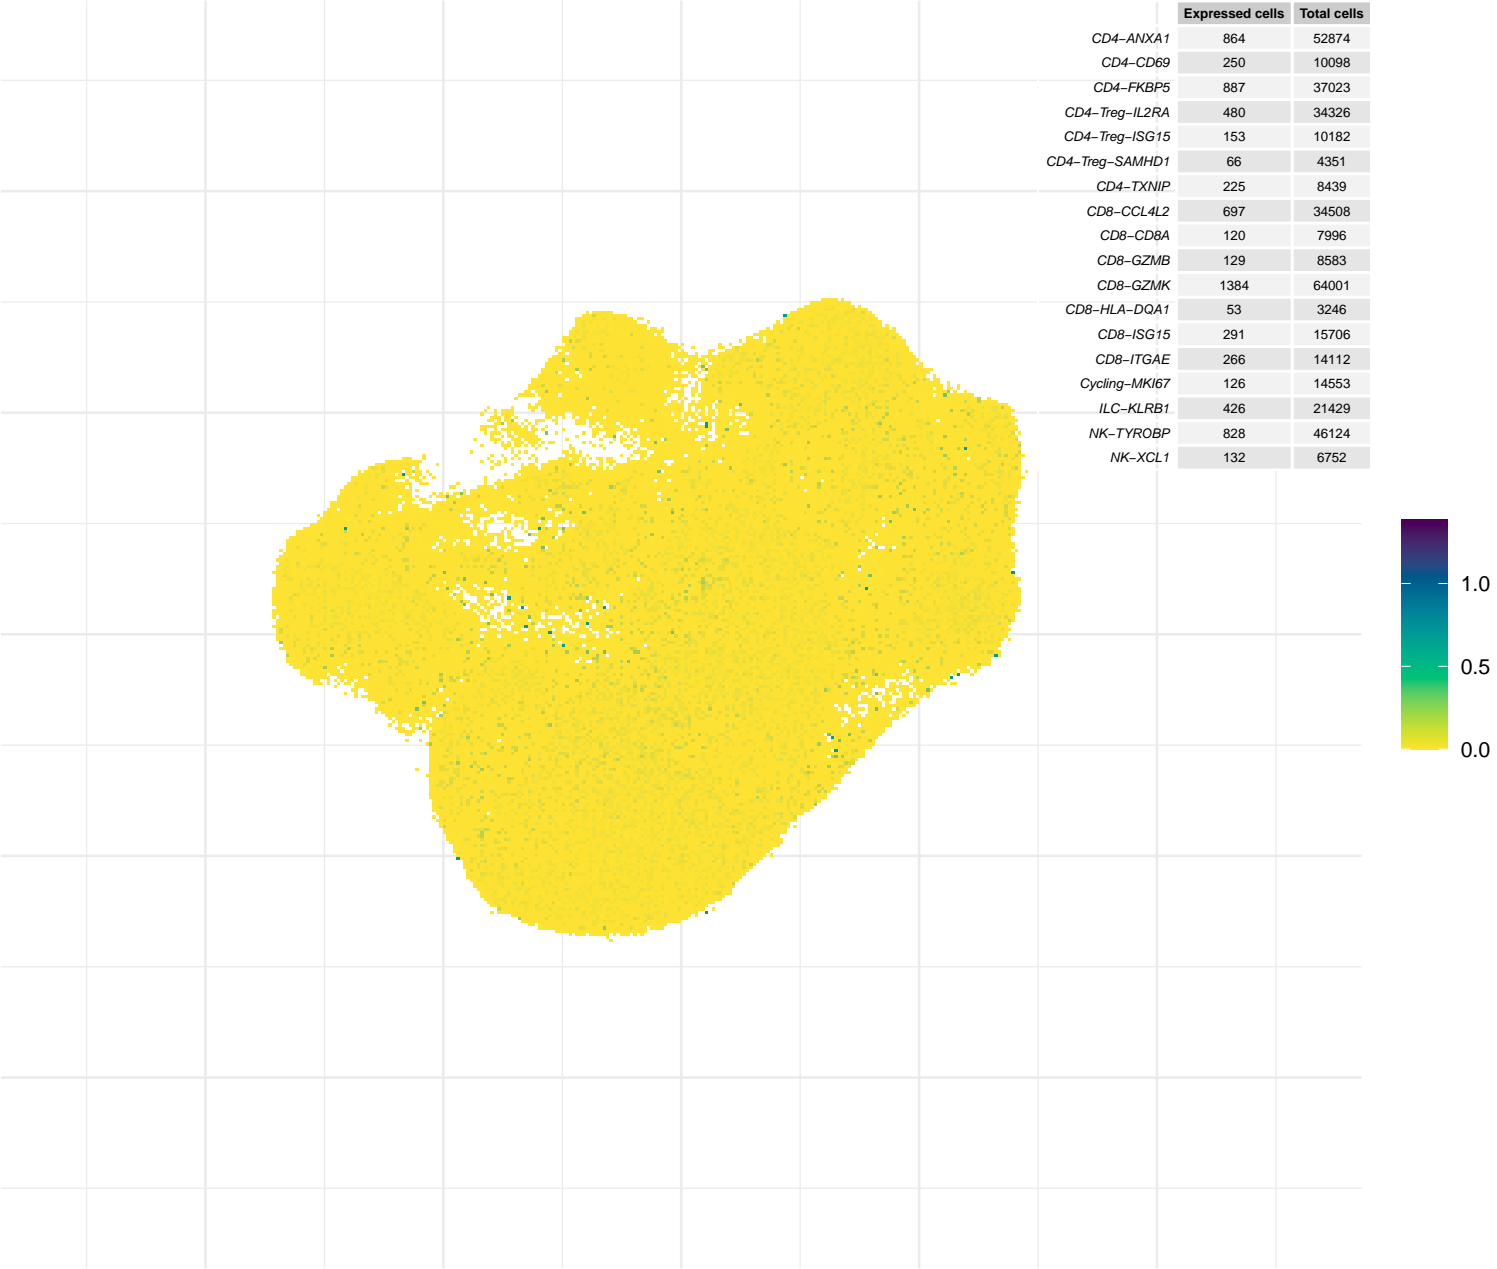 Expressed cells Total cells
CD4−ANXA1 864 52874
CD4−CD69 250 10098
CD4−FKBP5 887 37023
CD4−Treg−IL2RA 480 34326
CD4−Treg−ISG15 153 10182
CD4−Treg−SAMHD1 66 4351
CD4−TXNIP 225 8439
CD8−CCL4L2 697 34508
CD8−CD8A 120 7996
CD8−GZMB 129 8583
CD8−GZMK 1384 64001
CD8−HLA−DQA1 53 3246
CD8−ISG15 291 15706
CD8−ITGAE 266 14112
Cycling−MKI67 126 14553
ILC−KLRB1 426 21429
NK−TYROBP 828 46124
NK−XCL1 132 6752
1.0
0.5
0.0